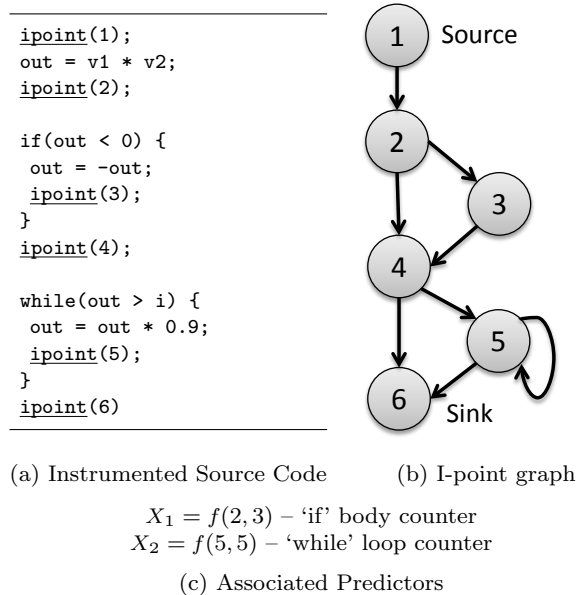 ipoint(1);
out = v1 * v2;
ipoint(2);
if(out < 0) {
out = -out;
ipoint(3);
}
ipoint(4);
while(out > i) {
out = out * 0.9;
ipoint(5);
}
ipoint(6)
(a) Instrumented Source Code
1 Source
2
3
4
5
6
Sink
(b) I-point graph
X₁ = f(2, 3) – ‘if’ body counter
X₂ = f(5, 5) – ‘while’ loop counter
(c) Associated Predictors